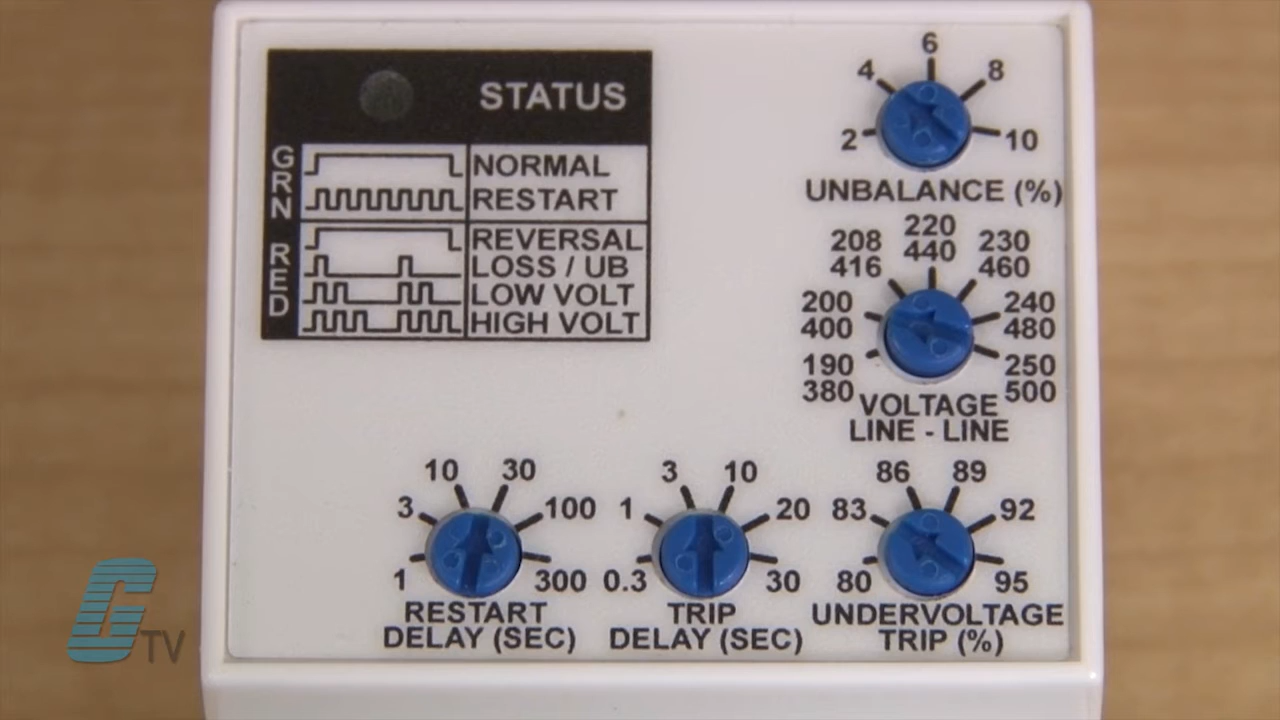 STATUS
GRN
NORMAL
RESTART
RED
REVERSAL
LOSS / UB
LOW VOLT
HIGH VOLT
2
4
6
8
10
UNBALANCE (%)
190
380
200
400
208
416
220
440
230
460
240
480
250
500
VOLTAGE
LINE - LINE
1
3
10
30
100
300
RESTART
DELAY (SEC)
0.3
1
3
10
20
30
TRIP
DELAY (SEC)
80
83
86
89
92
95
UNDERVOLTAGE
TRIP (%)
G TV